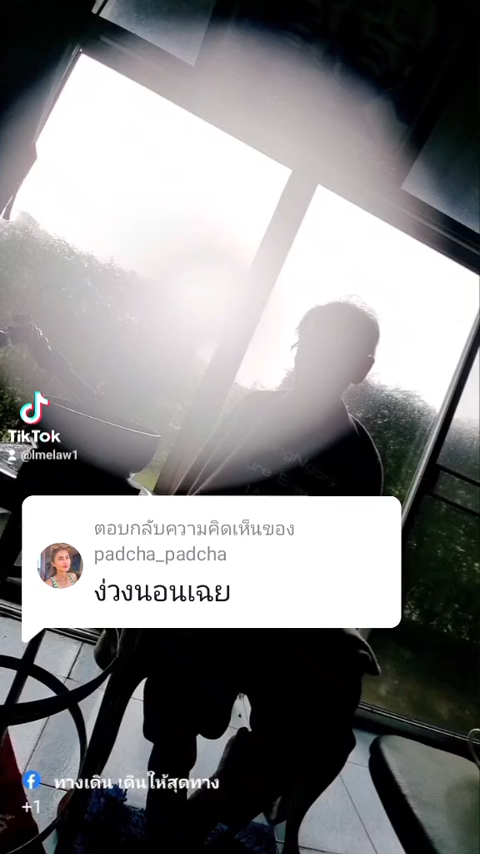 TikTok
@lmelaw1
ตอบกลับความคิดเห็นของ
padcha_padcha
ง่วงนอนเฉย
ทางเดิน เดินให้สุดทาง
+1